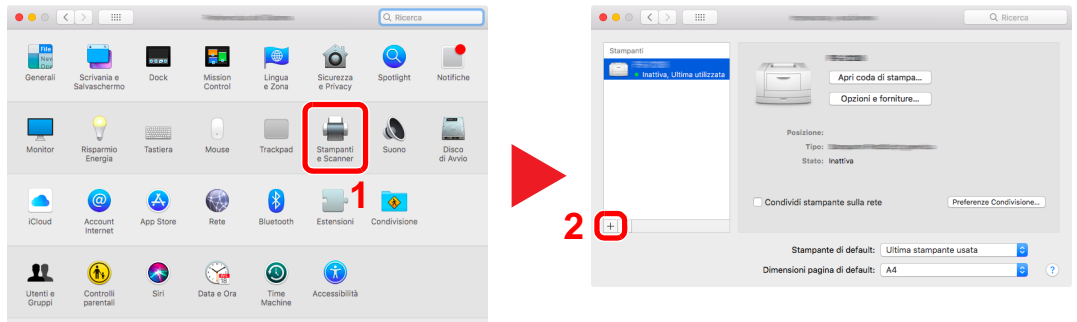 Ricerca
File
New
Ope
Generali
Scrivania e
Salvaschermo
Dock
Mission
Control
Lingua
e Zona
Sicurezza
e Privacy
Spotlight
Notifiche
Monitor
Risparmio
Energia
Tastiera
Mouse
Trackpad
Stampanti
e Scanner
Suono
Disco
di Avvio
1
iCloud
Account
Internet
App Store
Rete
Bluetooth
Estensioni
Condivisione
Utenti e
Gruppi
Controlli
parentali
Siri
Data e Ora
Time
Machine
Accessibilità
Ricerca
Stampanti
Inattiva, Ultima utilizzata
Apri coda di stampa...
Opzioni e forniture...
Posizione:
Tipo:
Stato: Inattiva
Condividi stampante sulla rete
Preferenze Condivisione...
2
+
Stampante di default: Ultima stampante usata
Dimensioni pagina di default: A4
?